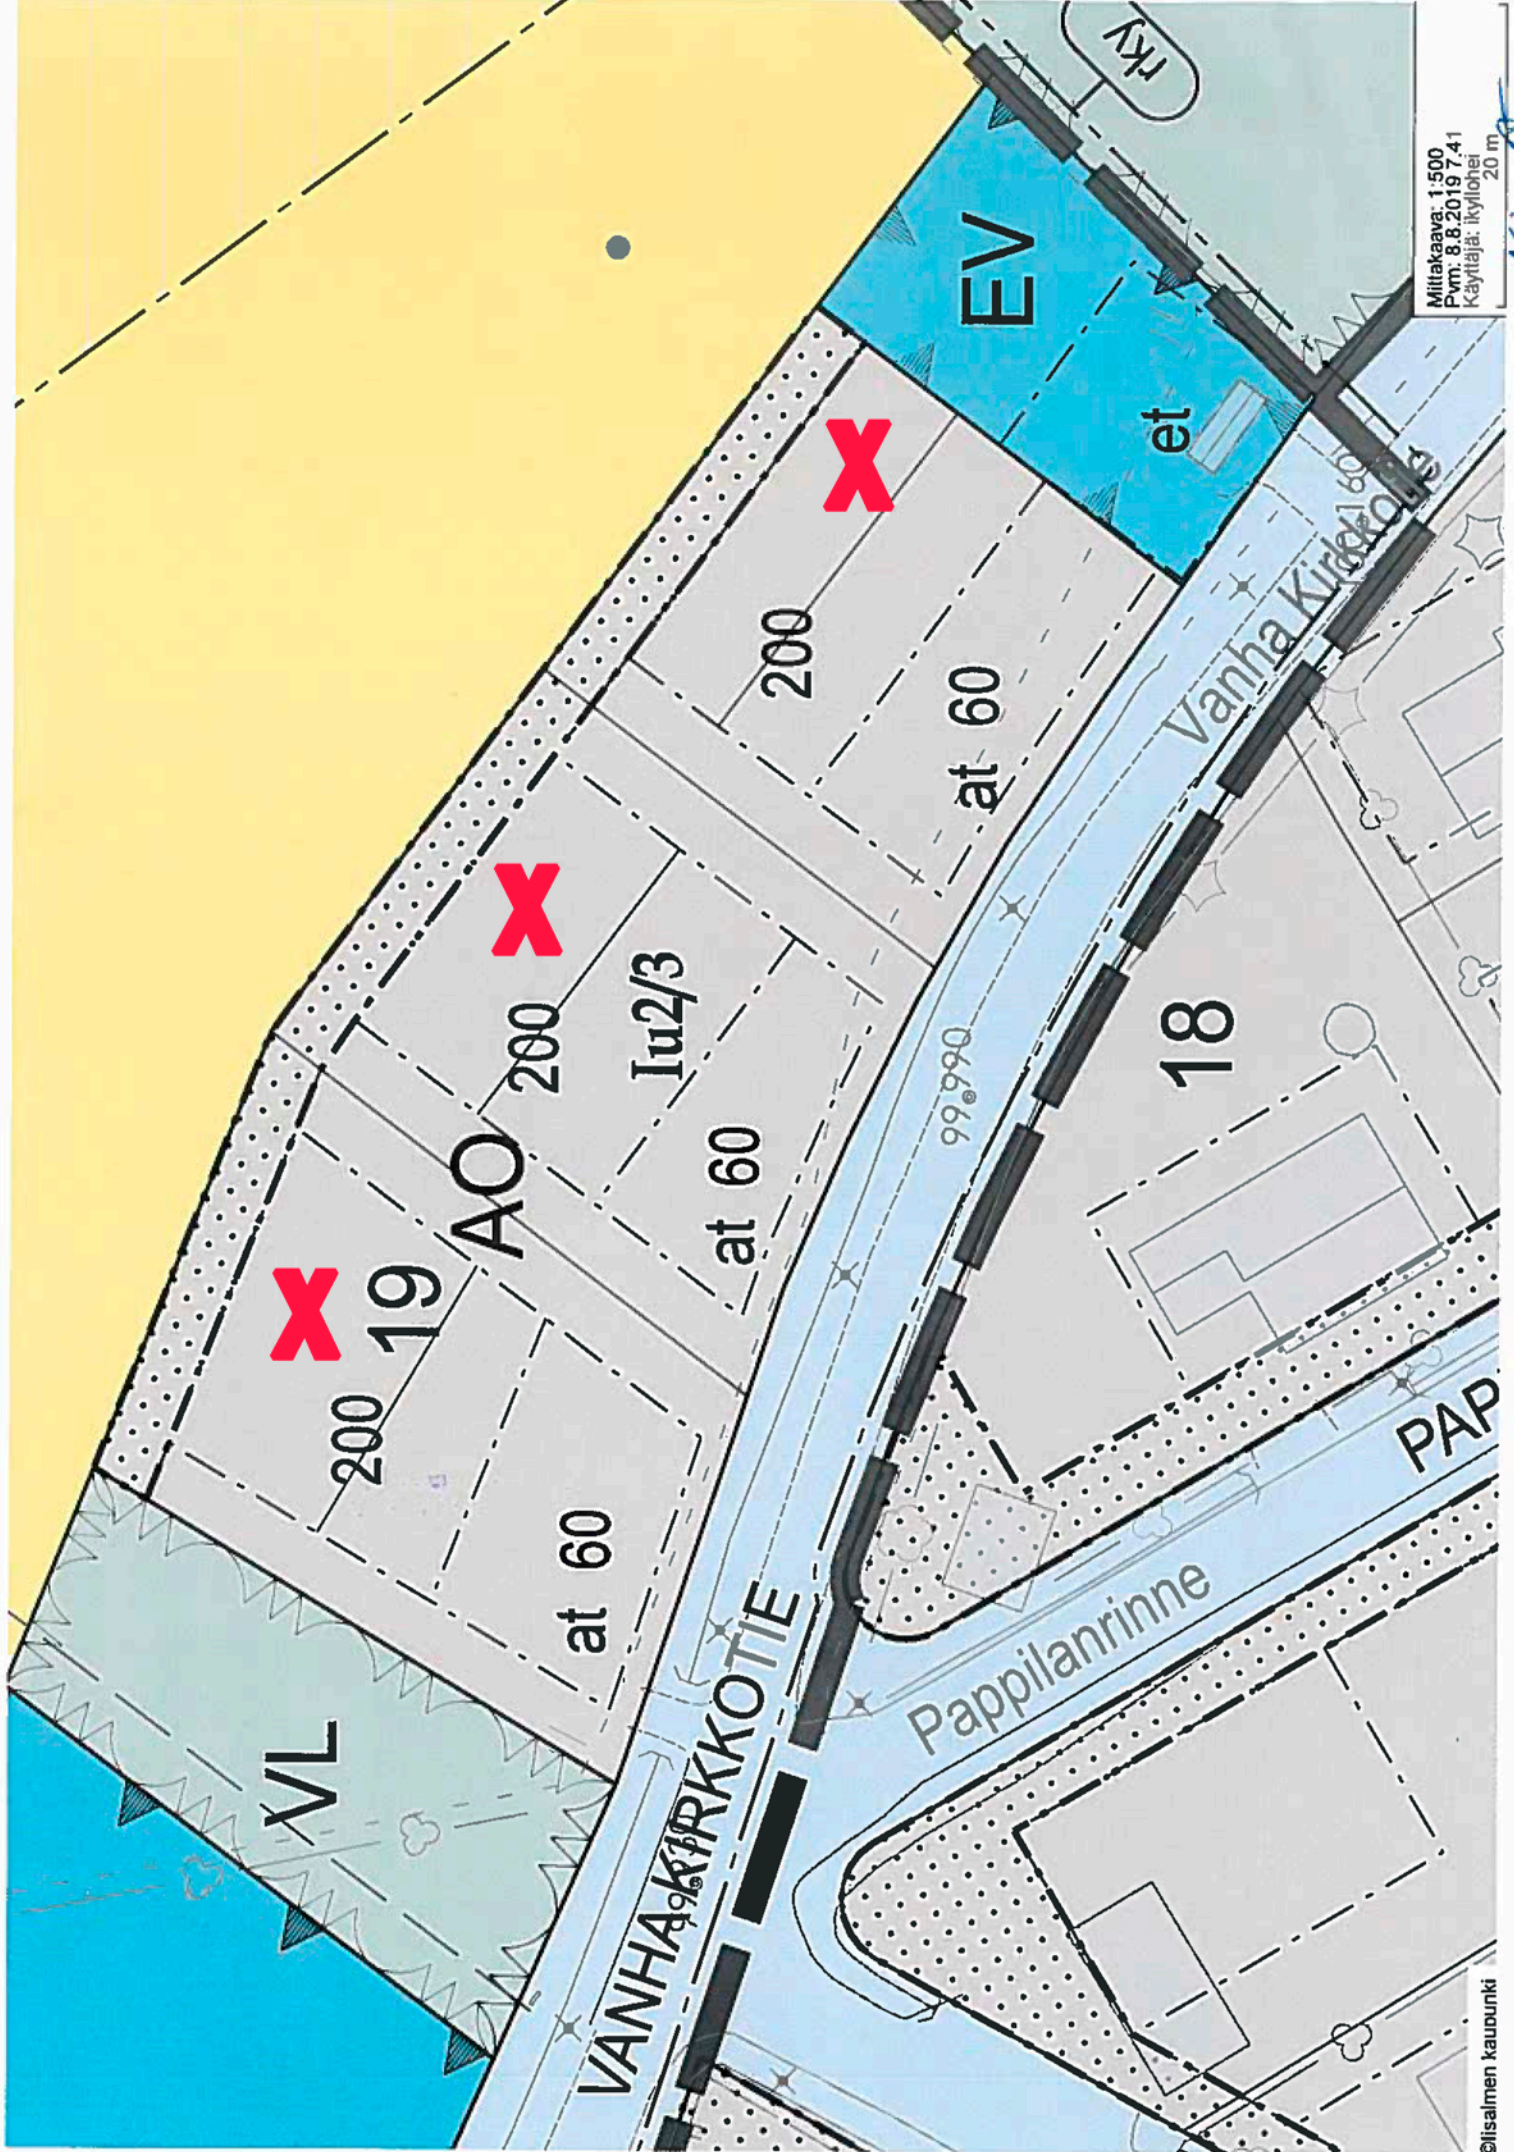 rky
Mittakaava: 1:500
Pvm: 8.8.2019 7.41
Käyttäjä: ikyllohei
20 m
EV
et
200
at 60
Vanha Kirkkotie
200
Iu2/3
AO
at 60
99.990
18
19
200
at 60
VL
VANHA KIRKKOTIE
Pappilanrinne
PAP
©Iisalmen kaupunki